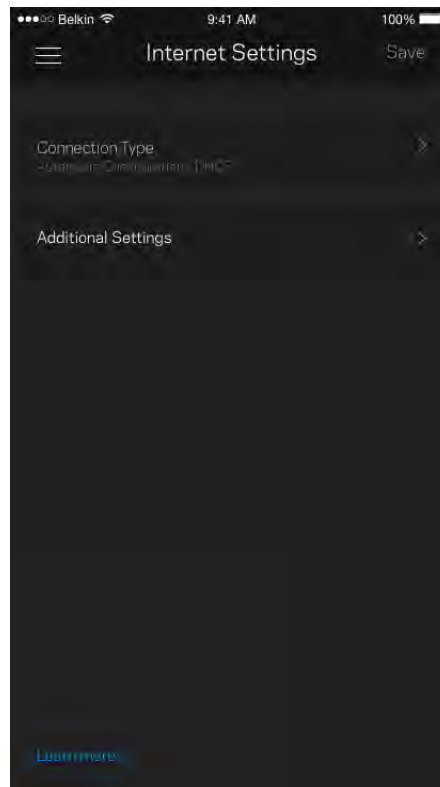 Belkin 9:41 AM 100%
Internet Settings Save
Connection Type
Automatic Configuration - DHCP
Additional Settings
Learn more